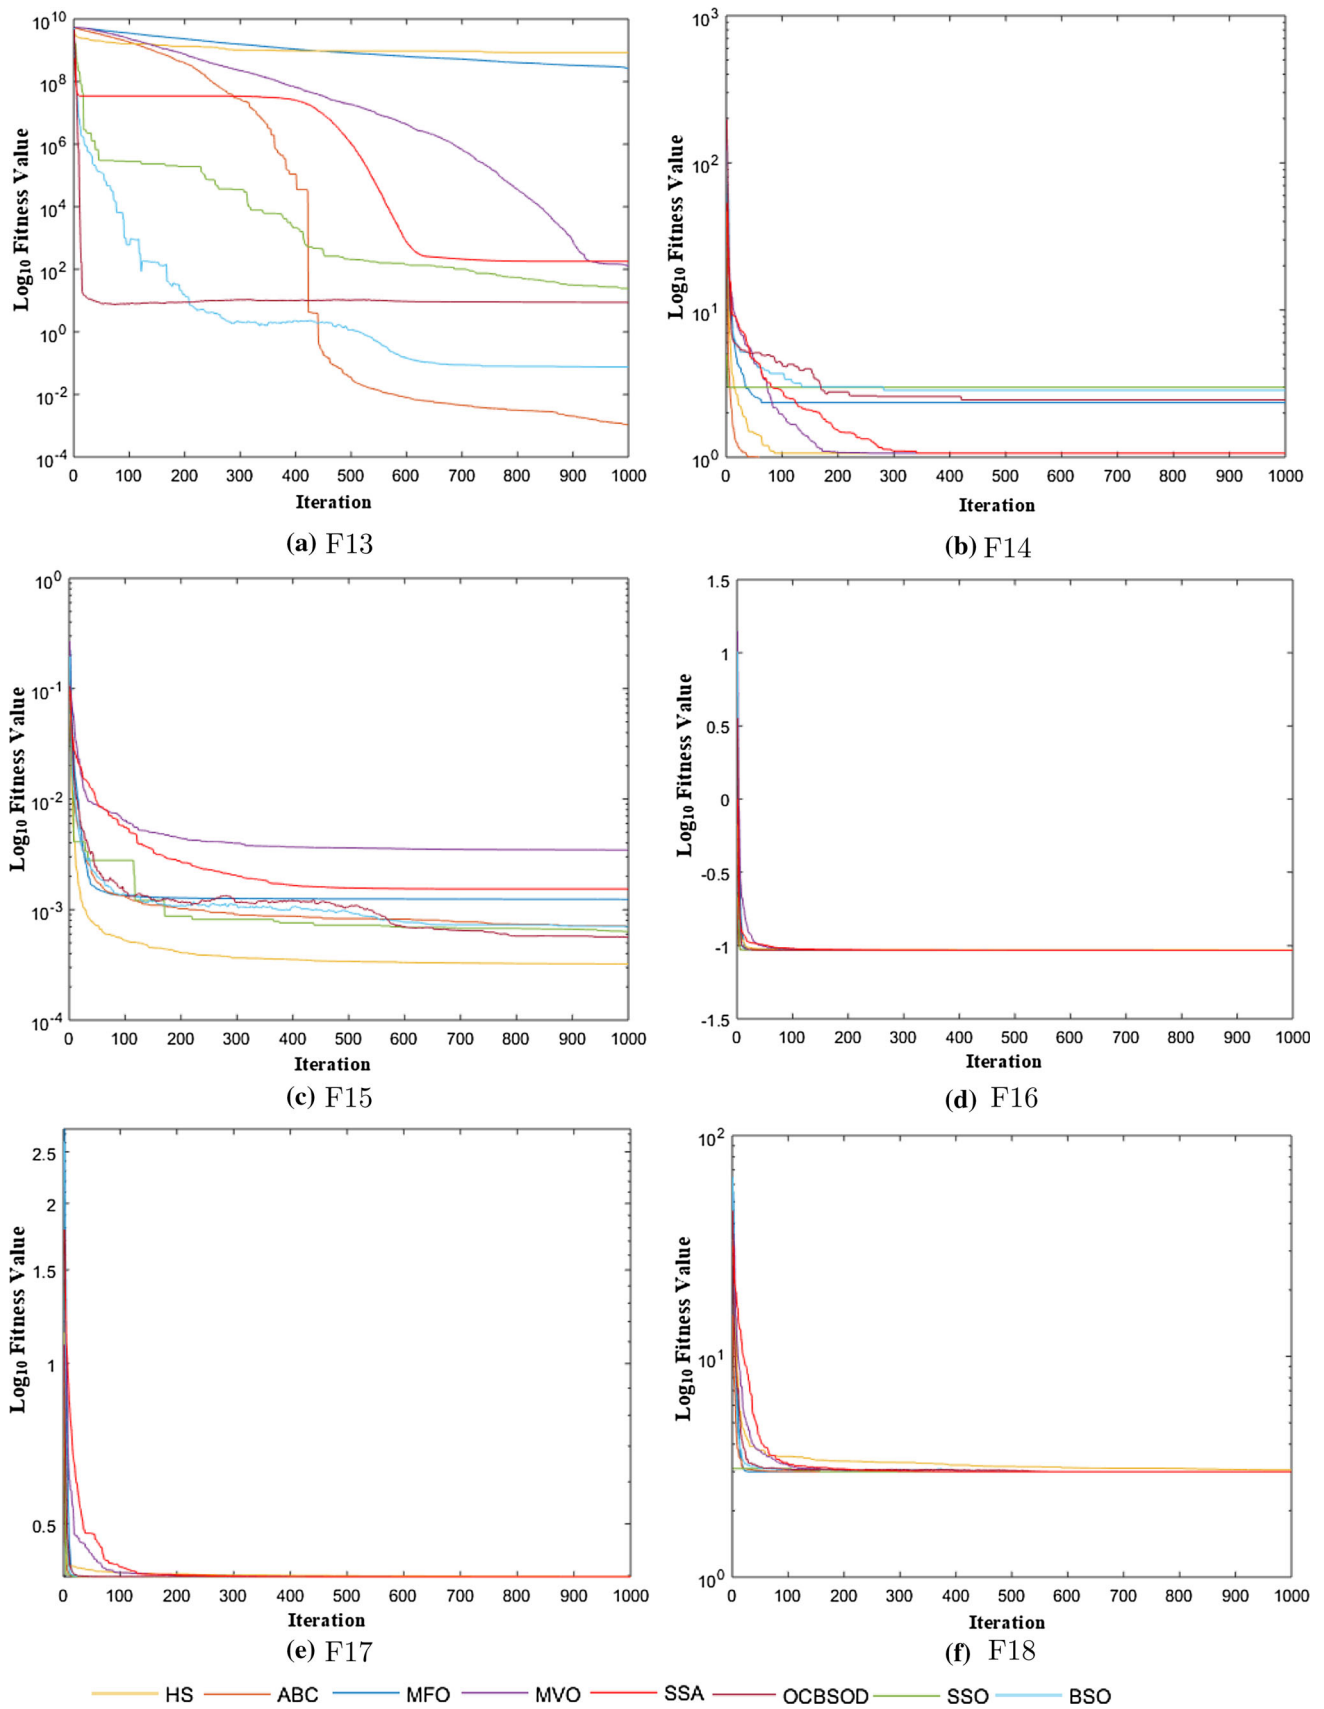 10^10
10^8
10^6
10^4
10^2
10^0
10^-2
10^-4
Log10 Fitness Value
0 100 200 300 400 500 600 700 800 900 1000
Iteration
(a) F13
10^3
10^2
10^1
10^0
Log10 Fitness Value
0 100 200 300 400 500 600 700 800 900 1000
Iteration
(b) F14
10^0
10^-1
10^-2
10^-3
10^-4
Log10 Fitness Value
0 100 200 300 400 500 600 700 800 900 1000
Iteration
(c) F15
1.5
1
0.5
0
-0.5
-1
-1.5
Log10 Fitness Value
0 100 200 300 400 500 600 700 800 900 1000
Iteration
(d) F16
2.5
2
1.5
1
0.5
Log10 Fitness Value
0 100 200 300 400 500 600 700 800 900 1000
Iteration
(e) F17
10^2
10^1
10^0
Log10 Fitness Value
0 100 200 300 400 500 600 700 800 900 1000
Iteration
(f) F18
HS ABC MFO MVO SSA OCBSOD SSO BSO